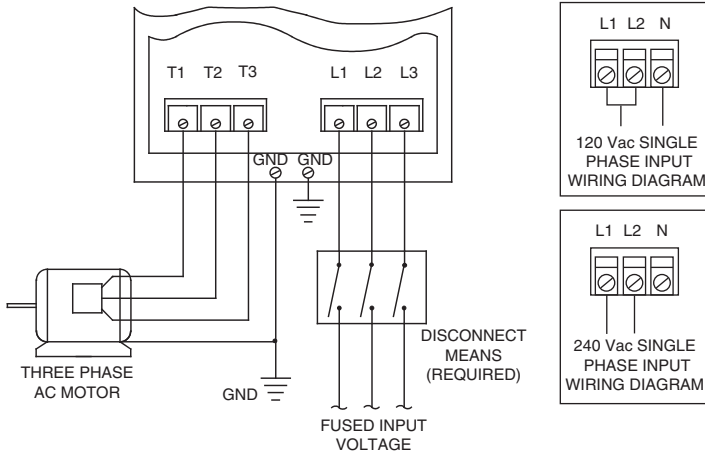 T1 T2 T3
L1 L2 L3
GND GND
THREE PHASE
AC MOTOR
GND
DISCONNECT
MEANS
(REQUIRED)
FUSED INPUT
VOLTAGE
L1 L2 N
120 Vac SINGLE
PHASE INPUT
WIRING DIAGRAM
L1 L2 N
240 Vac SINGLE
PHASE INPUT
WIRING DIAGRAM